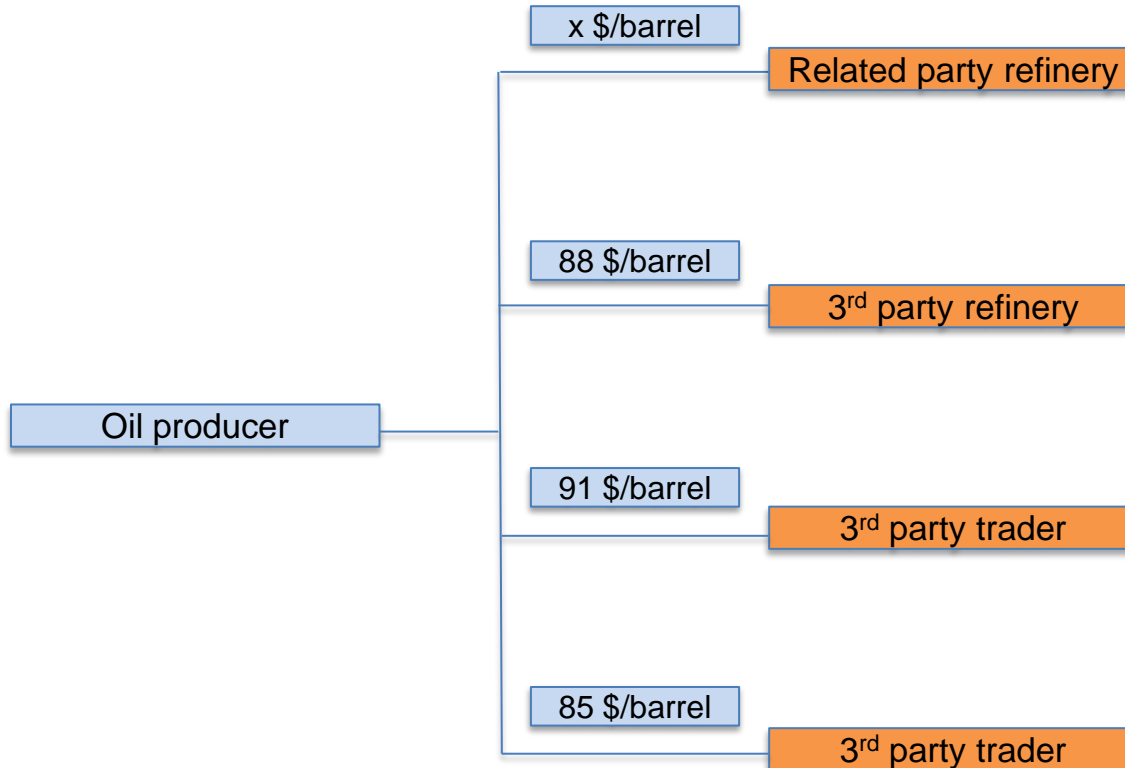 x $/barrel
Related party refinery
88 $/barrel
3rd party refinery
Oil producer
91 $/barrel
3rd party trader
85 $/barrel
3rd party trader